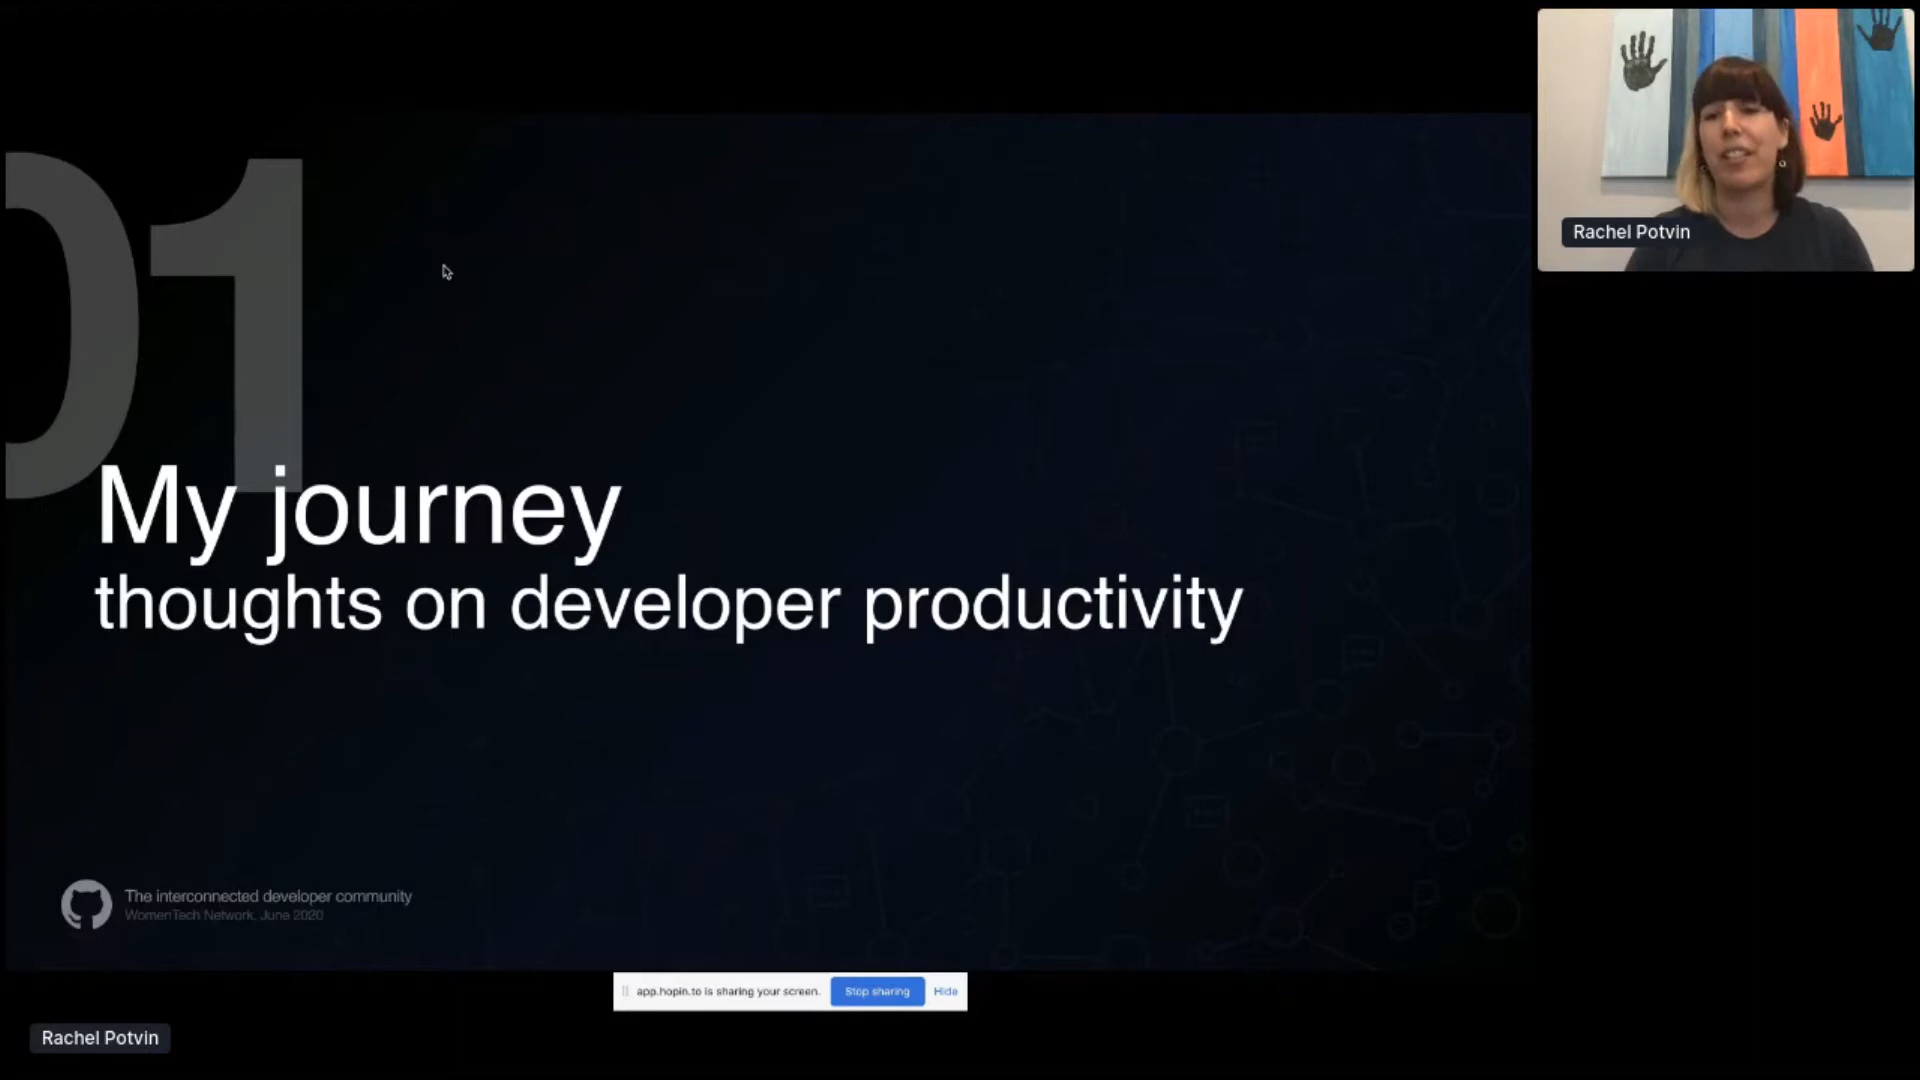 01
My journey
thoughts on developer productivity
The interconnected developer community
WomenTech Network, June 2020
app.hopin.to is sharing your screen.
Stop sharing
Hide
Rachel Potvin
Rachel Potvin